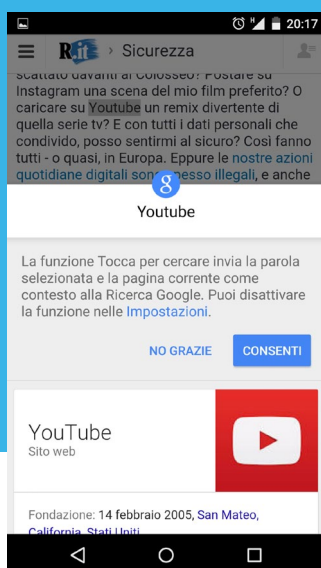 H
20:17
R.it › Sicurezza
scattato davanti al Colosseo? Postare su
Instagram una scena del mio film preferito? O
caricare su Youtube un remix divertente di
quella serie tv? E con tutti i dati personali che
condivido, posso sentirmi al sicuro? Così fanno
tutti - o quasi, in Europa. Eppure le nostre azioni
quotidiane digitali sono spesso illegali, e anche
8
Youtube
La funzione Tocca per cercare invia la parola
selezionata e la pagina corrente come
contesto alla Ricerca Google. Puoi disattivare
la funzione nelle Impostazioni.
NO GRAZIE
CONSENTI
YouTube
Sito web
Fondazione: 14 febbraio 2005, San Mateo,
California, Stati Uniti